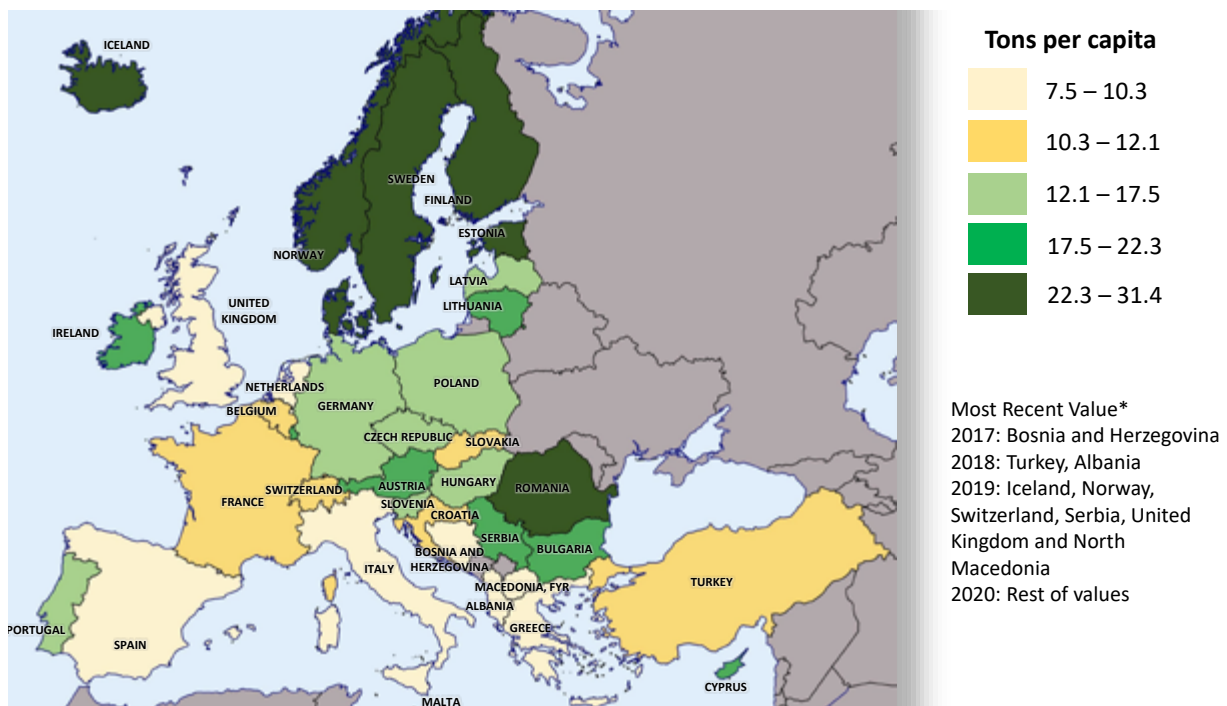 ICELAND
SWEDEN
FINLAND
NORWAY
ESTONIA
LATVIA
LITHUANIA
UNITED
KINGDOM
IRELAND
NETHERLANDS
BELGIUM
GERMANY
POLAND
CZECH REPUBLIC
SLOVAKIA
FRANCE
SWITZERLAND
AUSTRIA
HUNGARY
ROMANIA
SLOVENIA
CROATIA
SERBIA
BOSNIA AND
HERZEGOVINA
BULGARIA
ITALY
MACEDONIA, FYR
ALBANIA
GREECE
TURKEY
PORTUGAL
SPAIN
MALTA
CYPRUS
Tons per capita
7.5 – 10.3
10.3 – 12.1
12.1 – 17.5
17.5 – 22.3
22.3 – 31.4
Most Recent Value*
2017: Bosnia and Herzegovina
2018: Turkey, Albania
2019: Iceland, Norway,
Switzerland, Serbia, United
Kingdom and North
Macedonia
2020: Rest of values